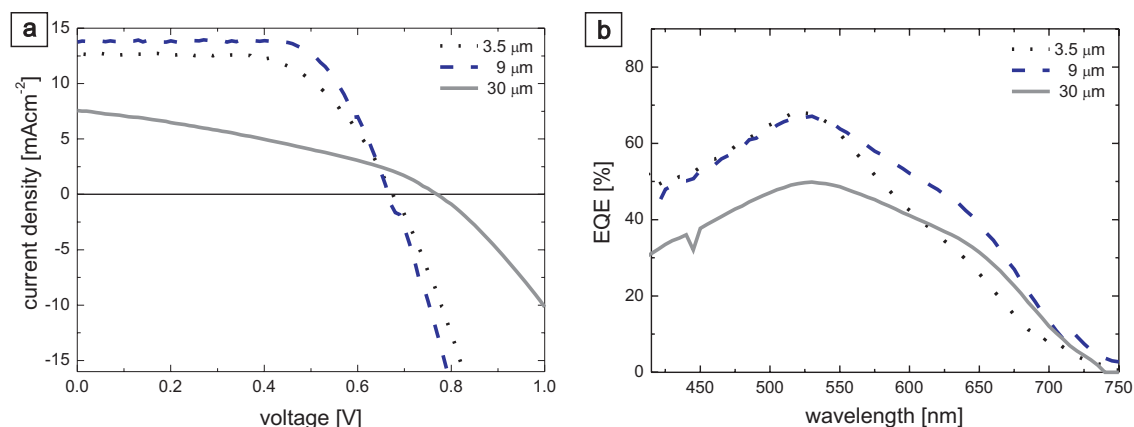 a
15
10
5
0
-5
-10
-15
current density [mAcm⁻²]
0.0 0.2 0.4 0.6 0.8 1.0
voltage [V]
3.5 µm
9 µm
30 µm
b
80
60
40
20
0
EQE [%]
450 500 550 600 650 700 750
wavelength [nm]
3.5 µm
9 µm
30 µm